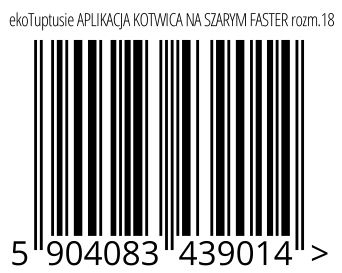 ekoTuptusie APLIKACJA KOTWICA NA SZARYM FASTER rozm.18
5 904083 439014 >